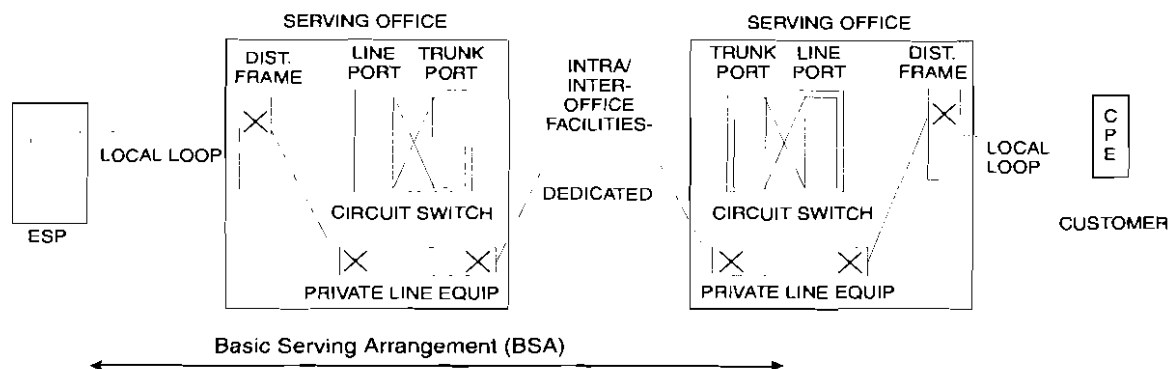 SERVING OFFICE
DIST.
FRAME
LINE
PORT
TRUNK
PORT
LOCAL LOOP
ESP
CIRCUIT SWITCH
PRIVATE LINE EQUIP
INTRA/
INTER-
OFFICE
FACILITIES-
DEDICATED
SERVING OFFICE
TRUNK
PORT
LINE
PORT
DIST.
FRAME
CIRCUIT SWITCH
PRIVATE LINE EQUIP
LOCAL
LOOP
CPE
CUSTOMER
Basic Serving Arrangement (BSA)